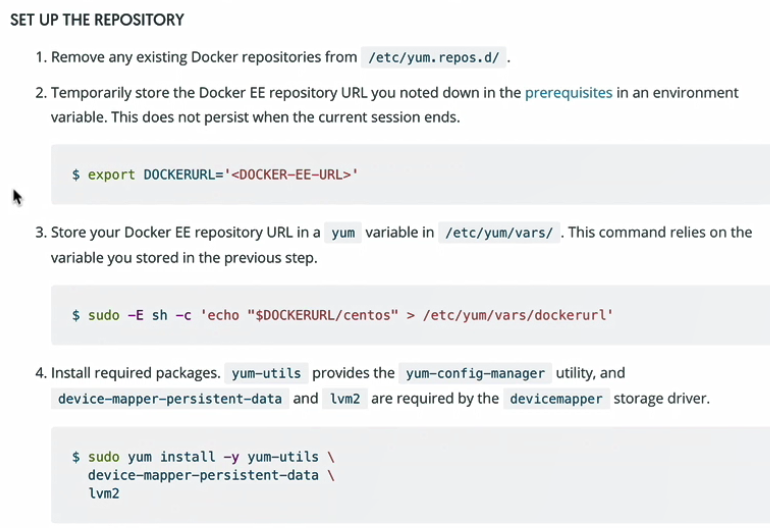 SET UP THE REPOSITORY
1. Remove any existing Docker repositories from /etc/yum.repos.d/ .
2. Temporarily store the Docker EE repository URL you noted down in the prerequisites in an environment
variable. This does not persist when the current session ends.
$ export DOCKERURL='<DOCKER-EE-URL>'
3. Store your Docker EE repository URL in a yum variable in /etc/yum/vars/ . This command relies on the
variable you stored in the previous step.
$ sudo -E sh -c 'echo "$DOCKERURL/centos" > /etc/yum/vars/dockerurl'
4. Install required packages. yum-utils provides the yum-config-manager utility, and
device-mapper-persistent-data and lvm2 are required by the devicemapper storage driver.
$ sudo yum install -y yum-utils \
device-mapper-persistent-data \
lvm2